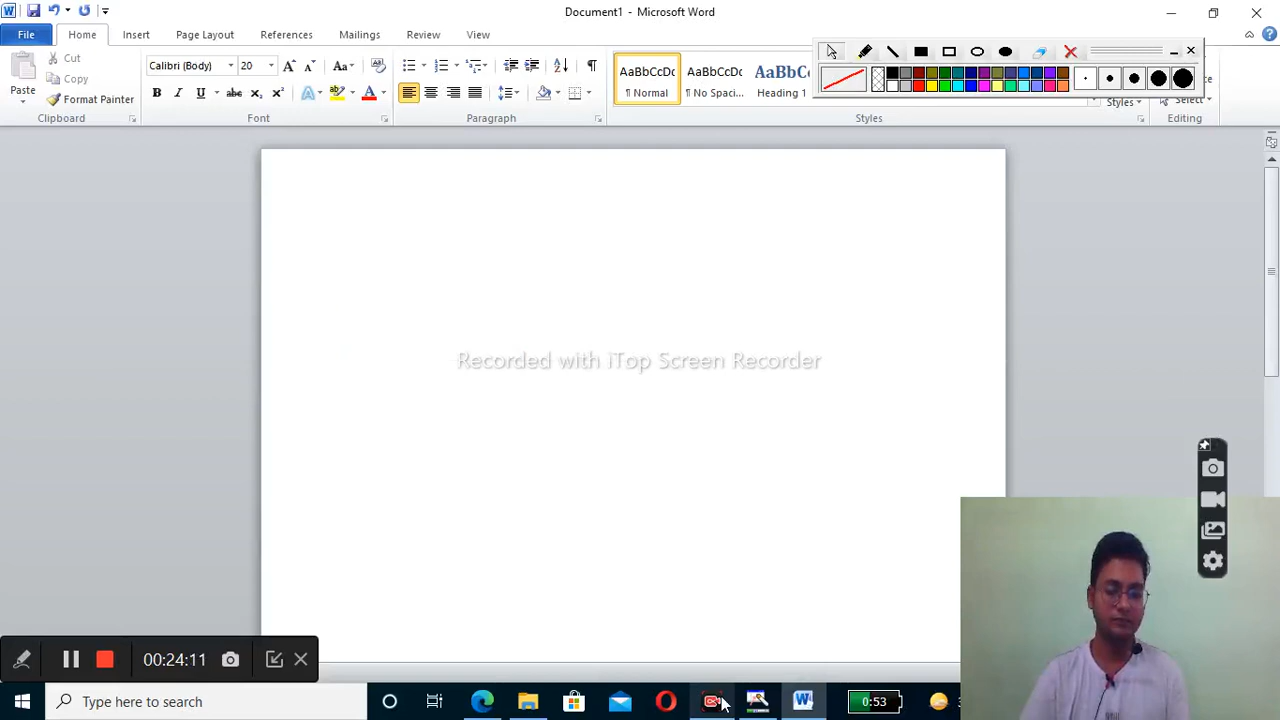 Document1 - Microsoft Word
File Home Insert Page Layout References Mailings Review View
Cut
Copy
Paste
Format Painter
Clipboard
Calibri (Body) 20
Font
Paragraph
AaBbCcDc AaBbCcDc AaBbC
¶ Normal ¶ No Spaci... Heading 1
Styles
Styles
Select
Editing
Recorded with iTop Screen Recorder
00:24:11
Type here to search
0:53